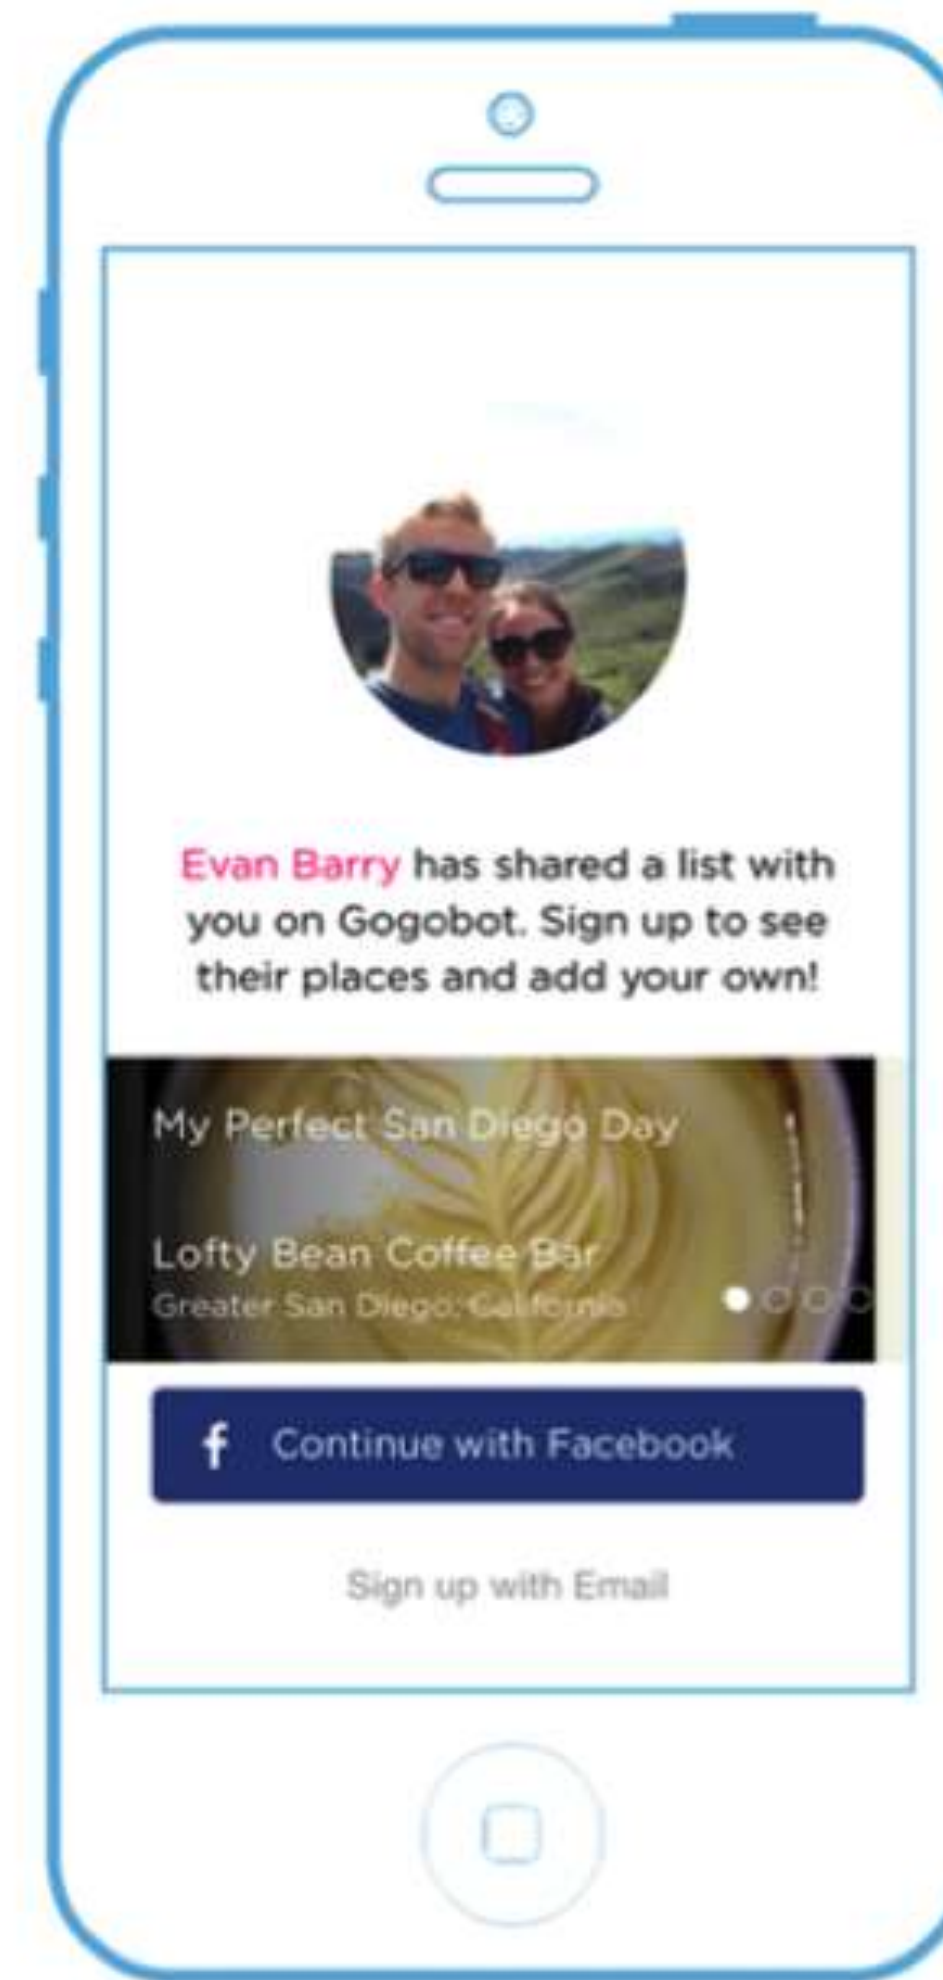 Evan Barry has shared a list with
you on Gogobot. Sign up to see
their places and add your own!
My Perfect San Diego Day
Lofty Bean Coffee Bar
Greater San Diego, California
f Continue with Facebook
Sign up with Email